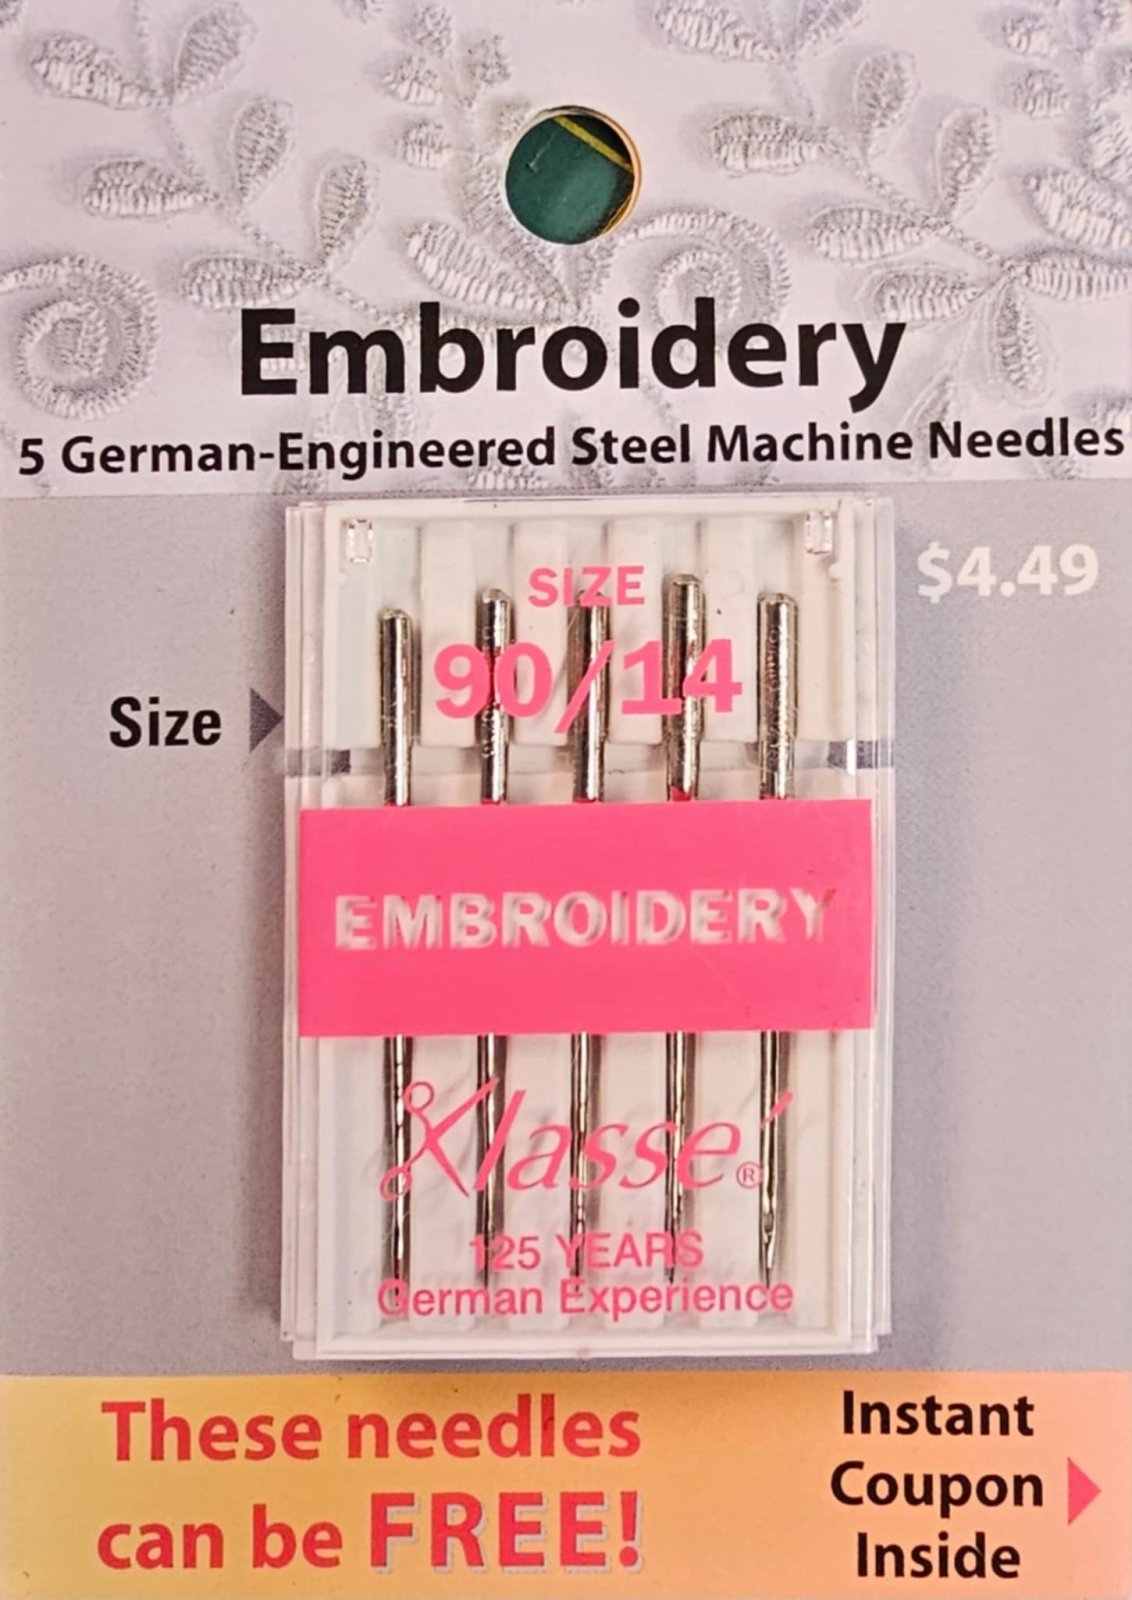 Embroidery
5 German-Engineered Steel Machine Needles
$4.49
SIZE
90/14
Size
EMBROIDERY
Klassé®
125 YEARS
German Experience
These needles
can be FREE!
Instant
Coupon
Inside